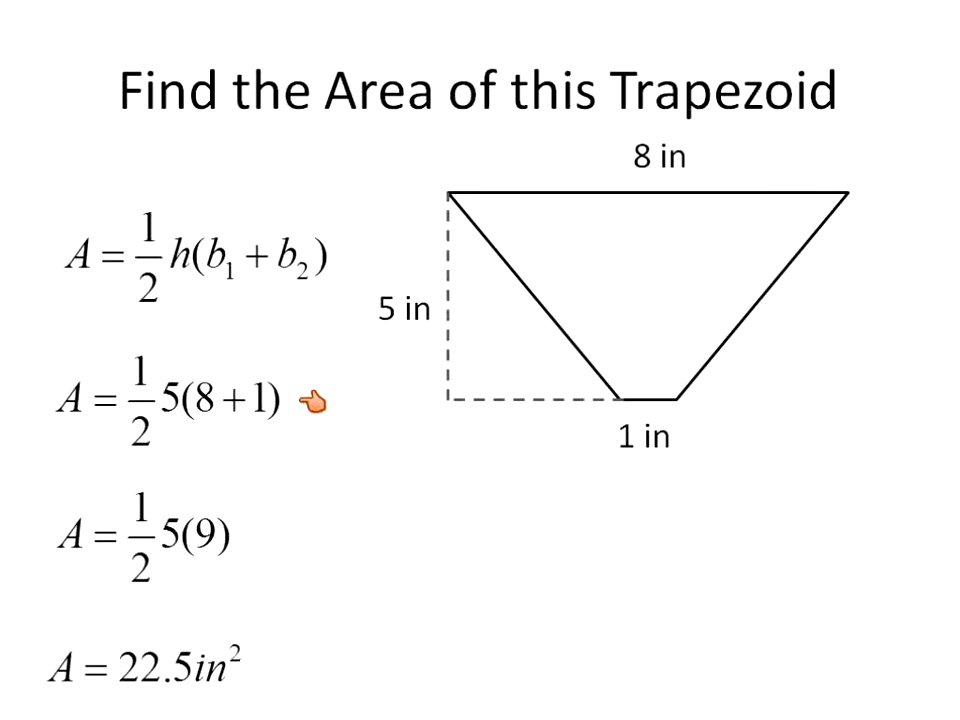 Find the Area of this Trapezoid
8 in
A = 1/2 h(b₁ + b₂)
5 in
A = 1/2 5(8 + 1)
1 in
A = 1/2 5(9)
A = 22.5in²